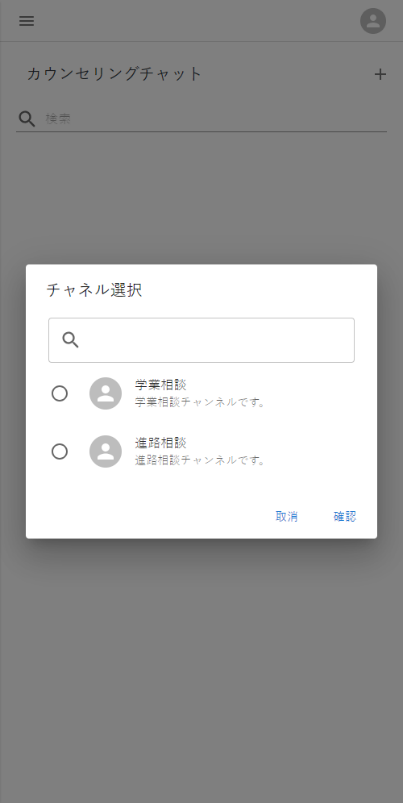 カウンセリングチャット
検索
チャネル選択
学業相談
学業相談チャンネルです。
進路相談
進路相談チャンネルです。
取消
確認